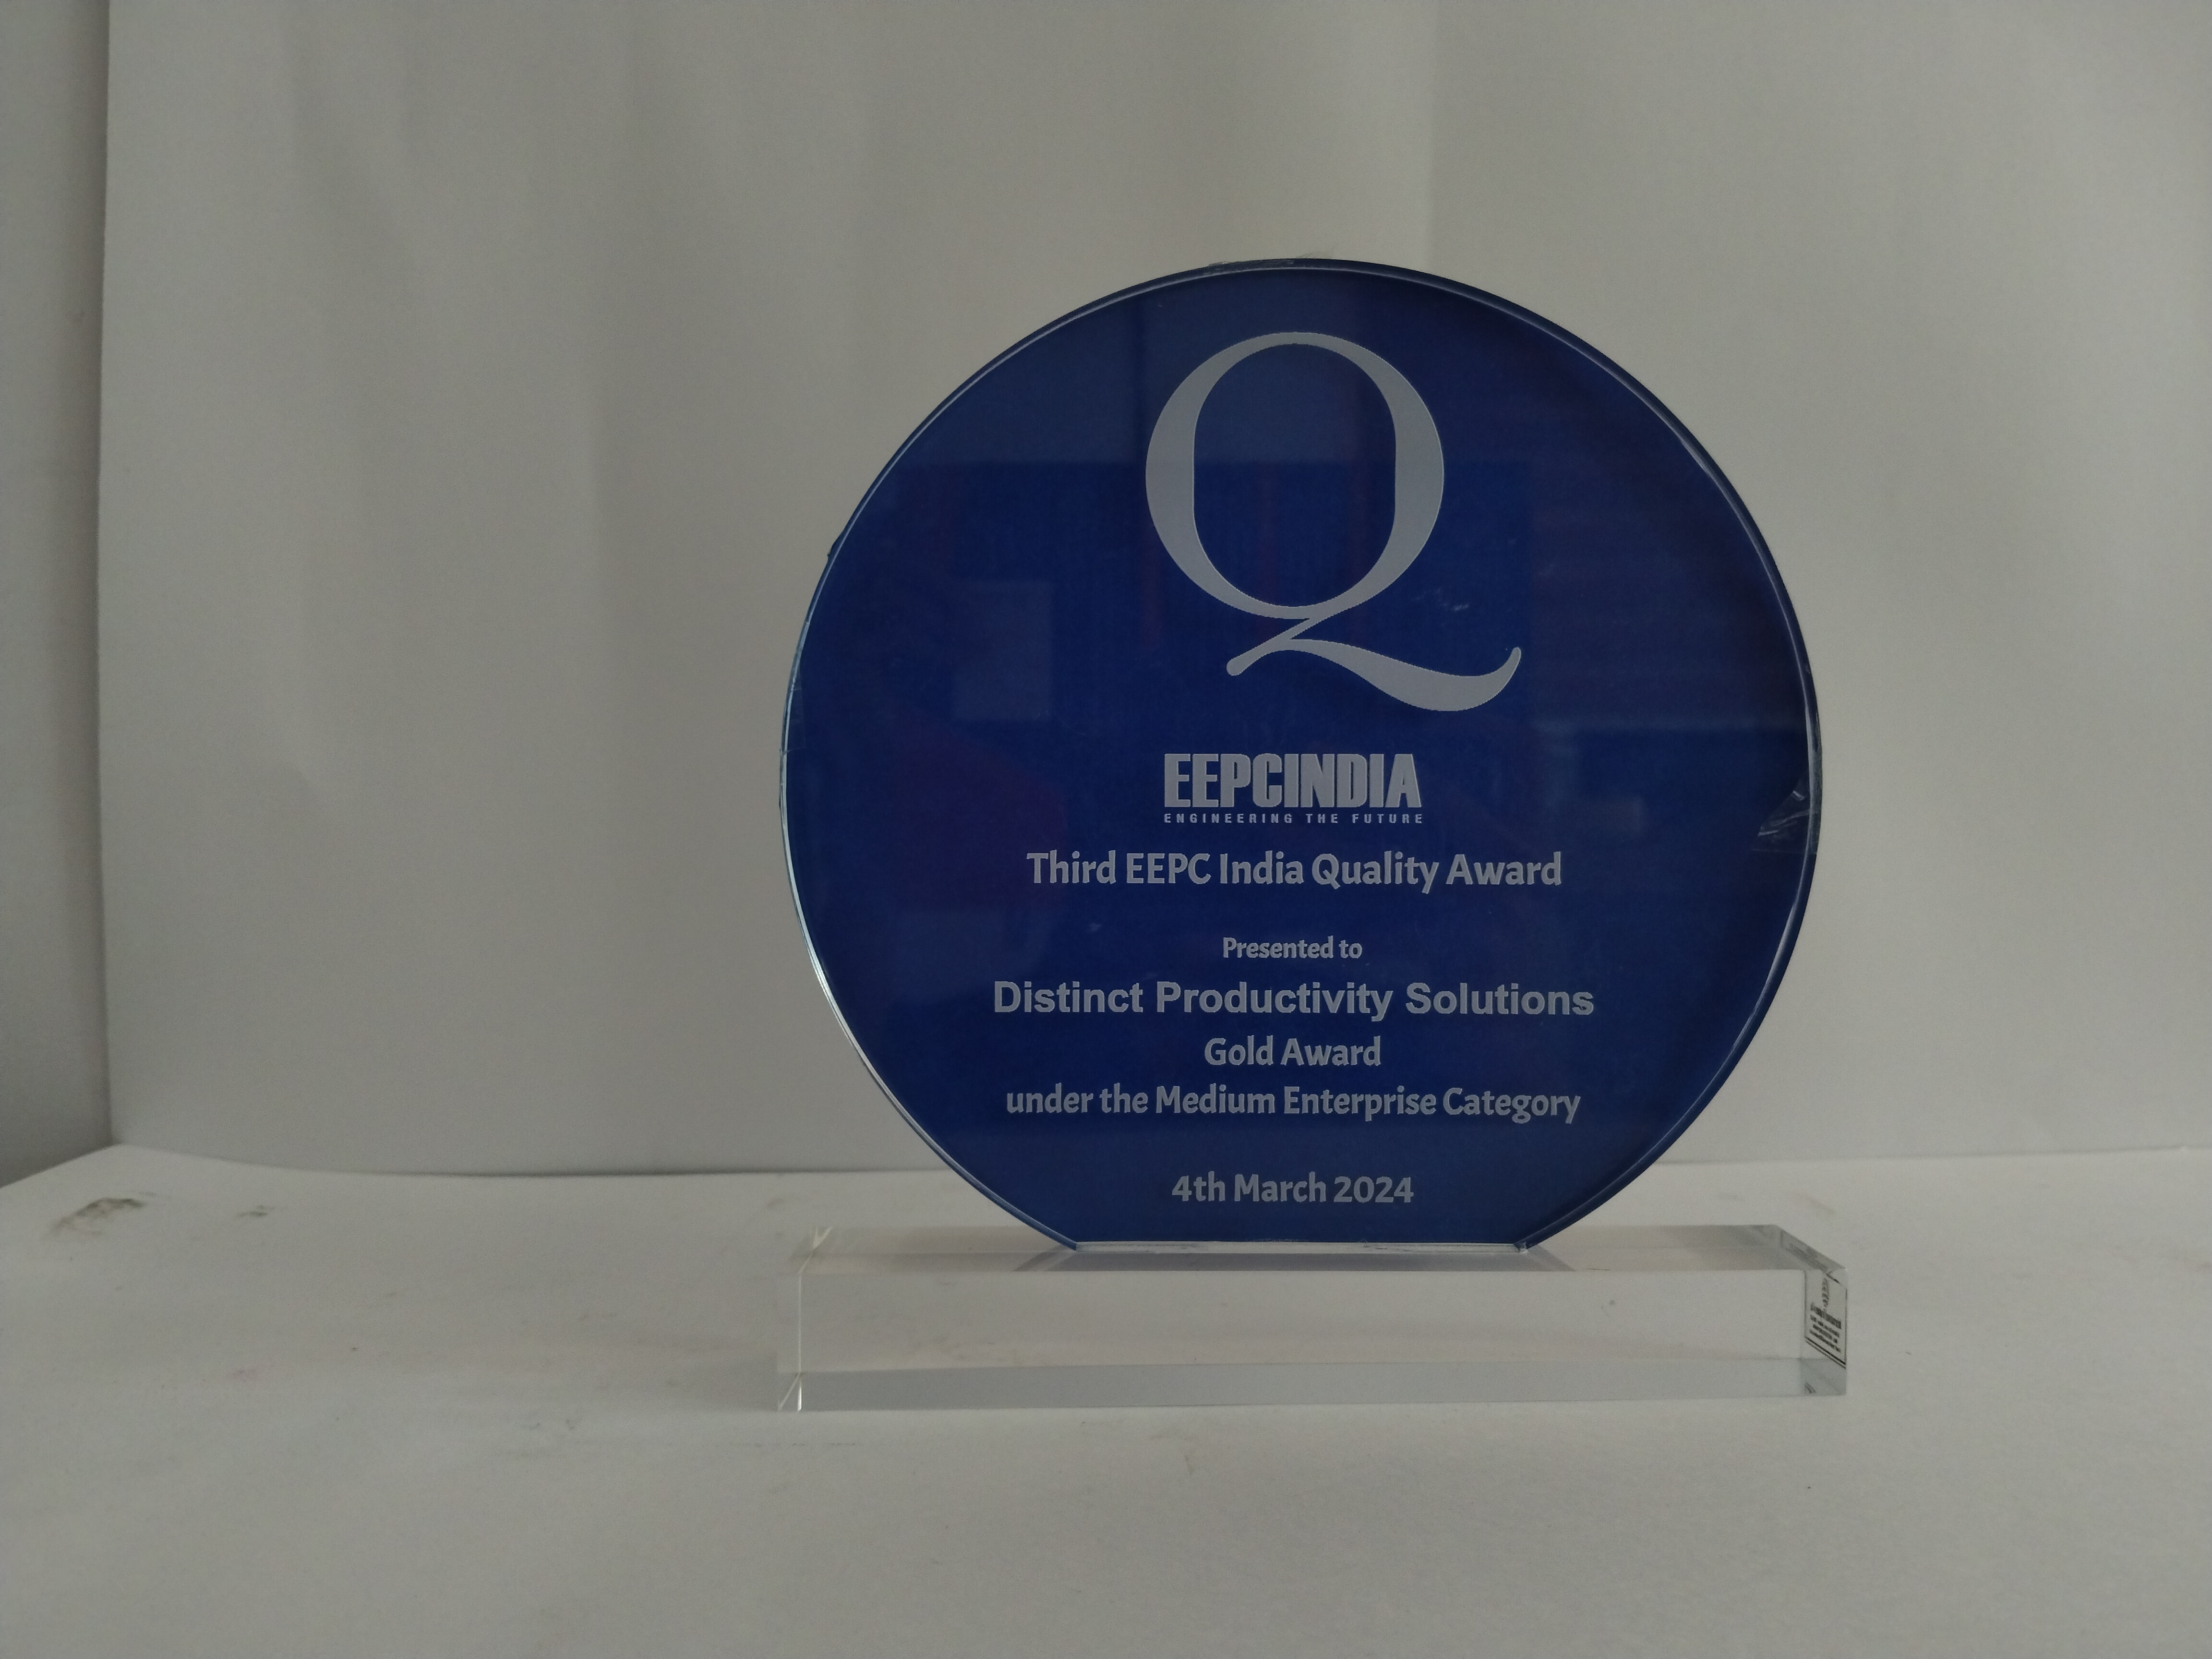 Q
EEPCINDIA
ENGINEERING THE FUTURE
Third EEPC India Quality Award
Presented to
Distinct Productivity Solutions
Gold Award
under the Medium Enterprise Category
4th March 2024